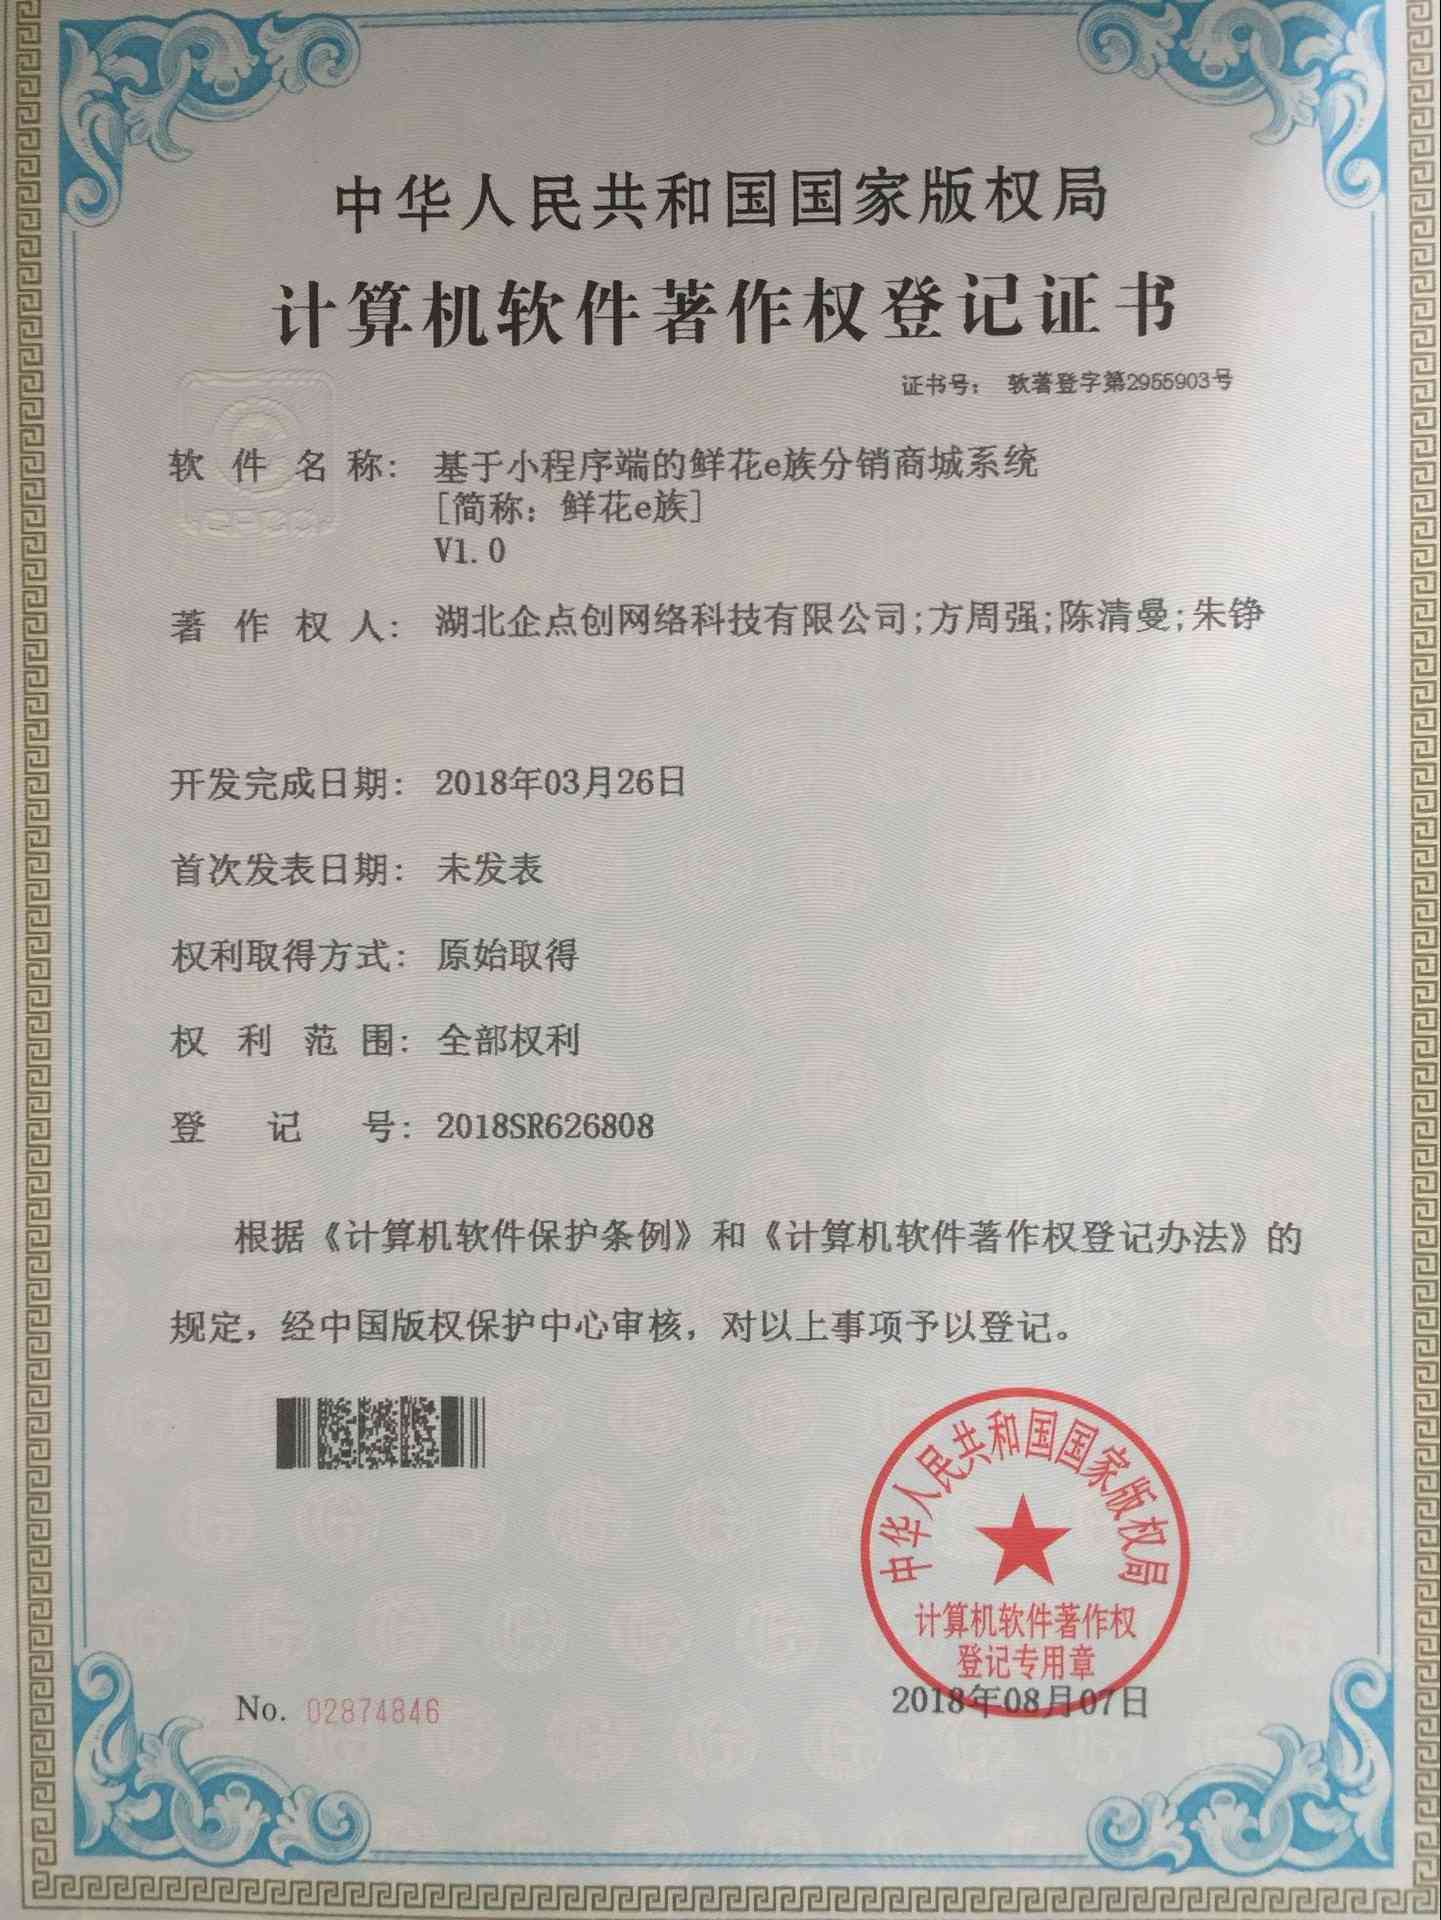 中华人民共和国国家版权局
计算机软件著作权登记证书
证书号： 软著登字第2955903号
软件名称： 基于小程序端的鲜花e族分销商城系统
[简称：鲜花e族]
V1.0
著作权人： 湖北企点创网络科技有限公司;方周强;陈清曼;朱铮
开发完成日期： 2018年03月26日
首次发表日期： 未发表
权利取得方式： 原始取得
权利范围： 全部权利
登记号： 2018SR626808
根据《计算机软件保护条例》和《计算机软件著作权登记办法》的
规定，经中国版权保护中心审核，对以上事项予以登记。
中华人民共和国国家版权局
计算机软件著作权
登记专用章
No. 02874846
2018年08月07日